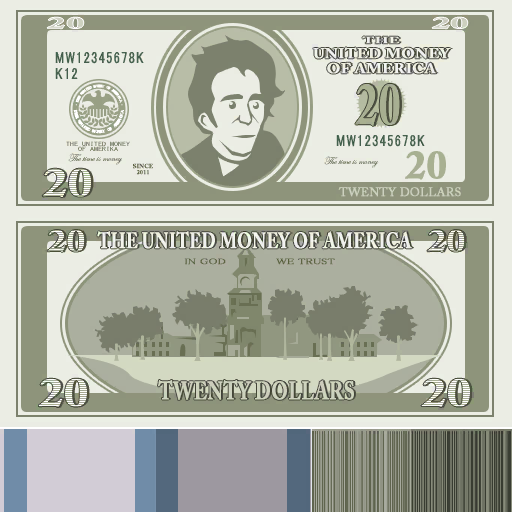 20 20
THE
UNITED MONEY
OF AMERICA
MW12345678K
K12
20
MW12345678K
THE UNITED MONEY
OF AMERIKA
The time is money
SINCE
2011
The time is money
20
20
TWENTY DOLLARS
20 THE UNITED MONEY OF AMERICA 20
IN GOD WE TRUST
20 TWENTY DOLLARS 20